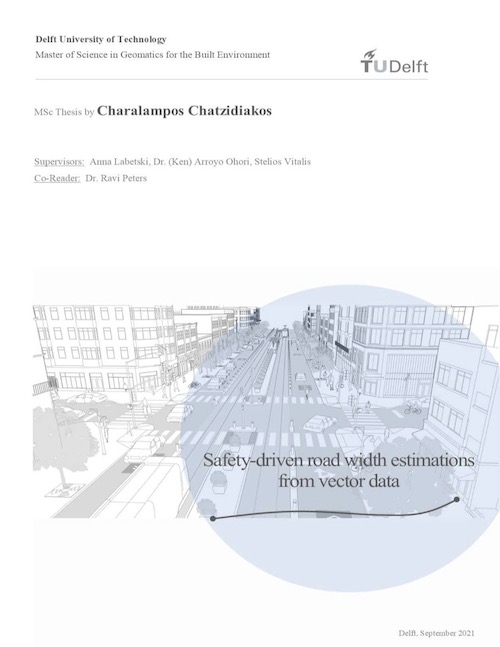 Delft University of Technology
Master of Science in Geomatics for the Built Environment
TUDelft
MSc Thesis by Charalampos Chatzidiakos
Supervisors: Anna Labetski, Dr. (Ken) Arroyo Ohori, Stelios Vitalis
Co-Reader: Dr. Ravi Peters
Safety-driven road width estimations
from vector data
Delft, September 2021